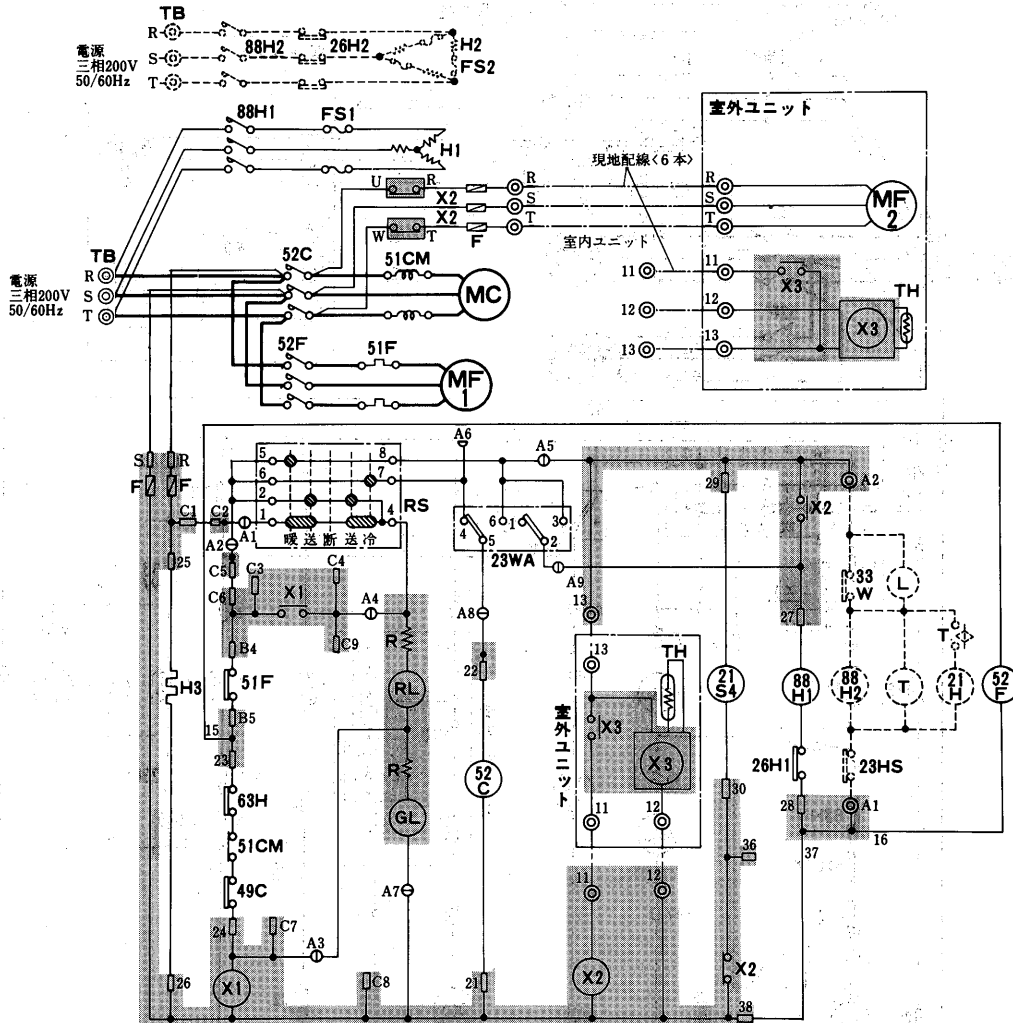 TB
R
電源
三相200V
50/60Hz
S
T
88H2
26H2
H2
FS2
88H1
FS1
H1
室外ユニット
現地配線<6本>
U
R
X2
X2
W
T
F
R
S
T
R
S
T
MF
2
室内ユニット
TB
電源
三相200V
50/60Hz
R
S
T
52C
51CM
MC
11
11
X3
12
12
X3
TH
13
13
52F
51F
MF
1
S
R
F
F
5
6
2
1
8
7
4
RS
暖送断送冷
A6
A5
4
5
6
1
2
3
23WA
A9
29
X2
A2
C1
C2
A1
A2
25
C5
C3
C4
C6
X1
A4
C9
B4
R
A8
13
27
33
W
L
T
H3
51F
RL
22
13
TH
21
S4
88
H1
88
H2
T
21
H
52
F
B5
15
23
R
室外ユニット
X3
X3
63H
52
C
26H1
23HS
GL
30
51CM
11
12
28
A1
37
16
36
49C
A7
11
12
24
C7
A3
26
X1
C8
21
X2
X2
38